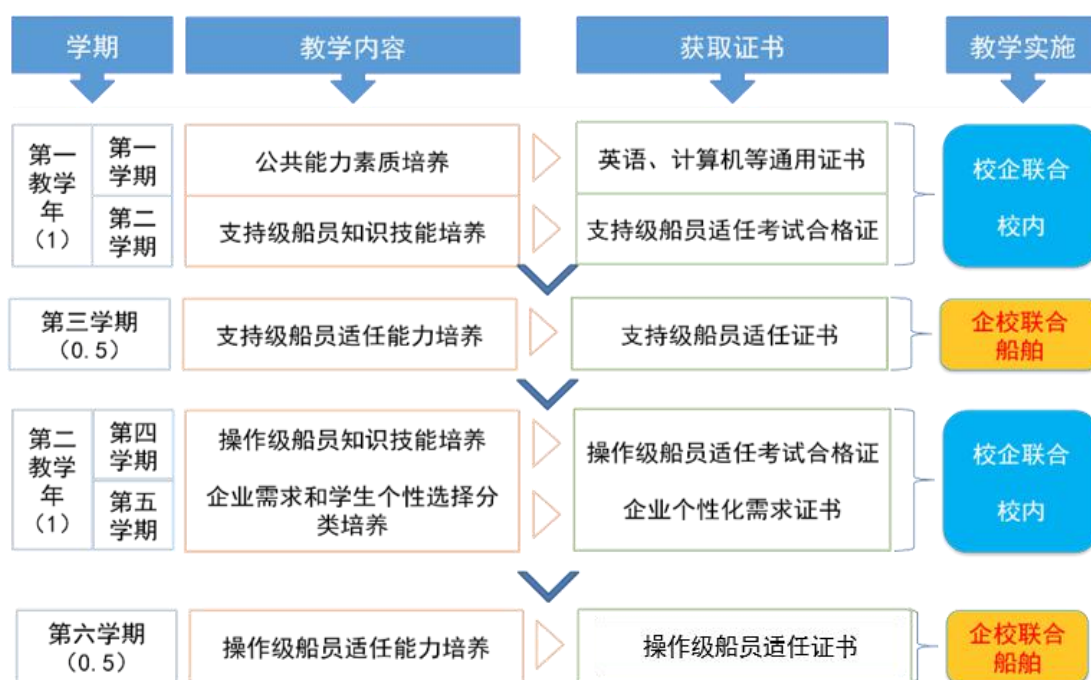 学期
教学内容
获取证书
教学实施
第一
教学
年
（1）
第一
学期
公共能力素质培养
英语、计算机等通用证书
第二
学期
支持级船员知识技能培养
支持级船员适任考试合格证
校企联合
校内
第三学期
（0.5）
支持级船员适任能力培养
支持级船员适任证书
企校联合
船舶
第二
教学
年
（1）
第四
学期
操作级船员知识技能培养
操作级船员适任考试合格证
第五
学期
企业需求和学生个性选择分
类培养
企业个性化需求证书
校企联合
校内
第六学期
（0.5）
操作级船员适任能力培养
操作级船员适任证书
企校联合
船舶